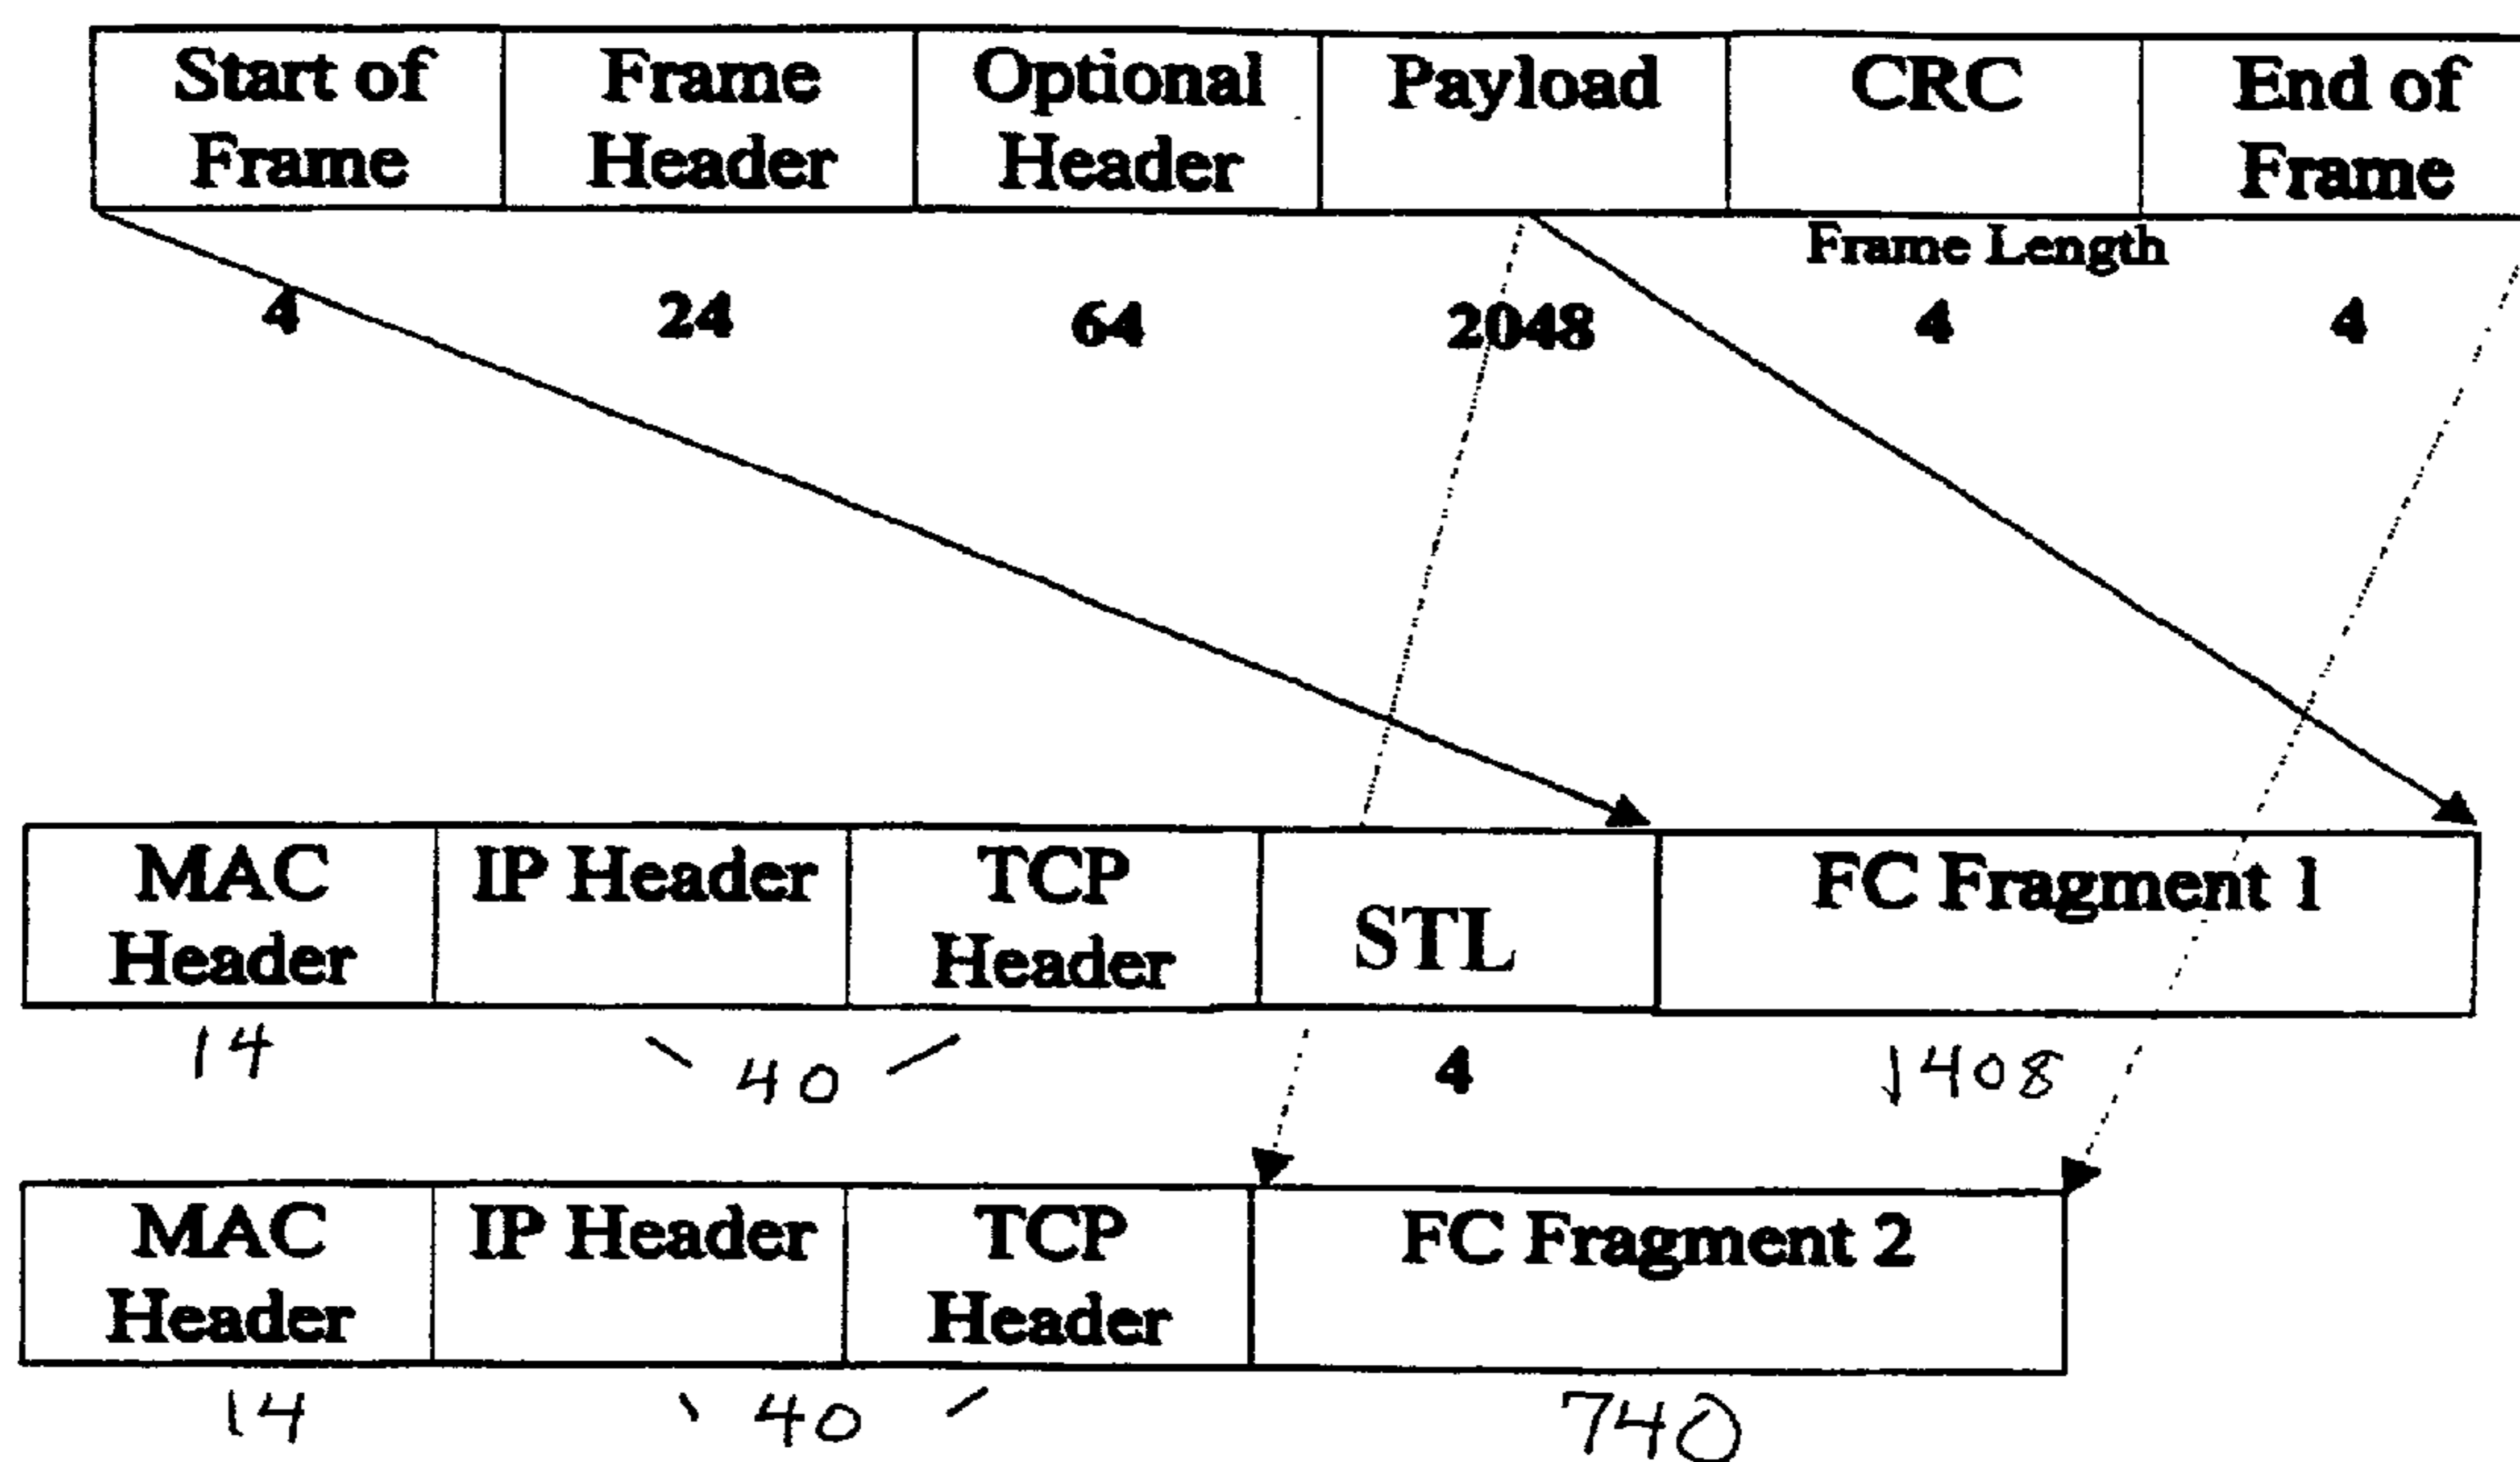 Start of Frame Header Optional Header Payload CRC End of
Frame
Frame Length
4 24 64 2048 4 4
MAC Header IP Header TCP Header STL FC Fragment 1
14 40 4 1408
MAC Header IP Header TCP Header FC Fragment 2
14 40 740